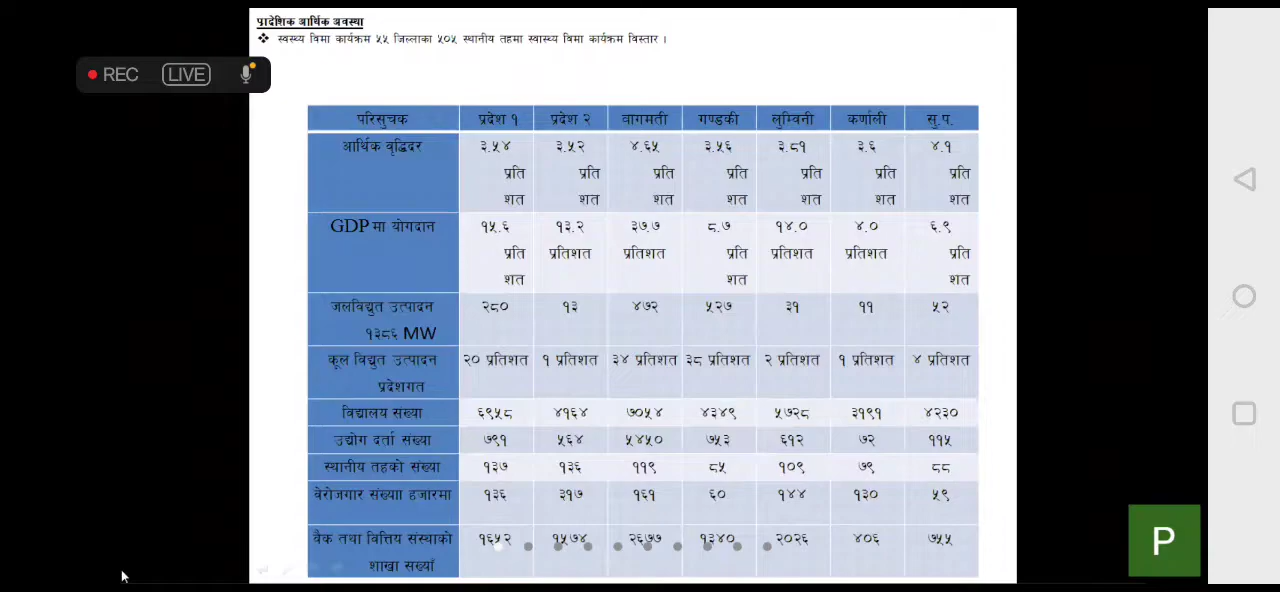 प्रादेशिक आर्थिक अवस्था
❖ स्वस्थ्य विमा कार्यक्रम ५५ जिल्लाका ५०५ स्थानीय तहमा स्वास्थ्य विमा कार्यक्रम विस्तार ।
REC LIVE
परिसुचक प्रदेश १ प्रदेश २ वागमती गण्डकी लुम्विनी कर्णाली सु.प.
आर्थिक वृद्धिदर ३.५४ ३.५२ ४.६५ ३.५६ ३.८१ ३.६ ४.१
प्रति प्रति प्रति प्रति प्रति प्रति प्रति
शत शत शत शत शत शत शत
GDP मा योगदान १५.६ १३.२ ३७.७ ८.७ १४.० ४.० ६.९
प्रति प्रतिशत प्रतिशत प्रति प्रतिशत प्रतिशत प्रति
शत शत शत
जलविद्युत उत्पादन २८० १३ ४७२ ५२७ ३१ ११ ५२
१३८६ MW
कूल विद्युत उत्पादन २० प्रतिशत १ प्रतिशत ३४ प्रतिशत ३८ प्रतिशत २ प्रतिशत १ प्रतिशत ४ प्रतिशत
प्रदेशगत
विद्यालय संख्या ६९५८ ४१६४ ७०५४ ४३४९ ५७२८ ३१९१ ४२३०
उद्योग दर्ता संख्या ७९१ ५६४ ५४५० ७५३ ६१२ ७२ ११५
स्थानीय तहको संख्या १३७ १३६ ११९ ८५ १०९ ७९ ८८
वेरोजगार संख्याा हजारमा १३६ ३१७ १६१ ६० १४४ १३० ५९
वैक तथा वित्तिय संस्थाको १६५२ १५७४ २६७७ १३४० २०२६ ४०६ ७५५
शाखा सख्याँ
P